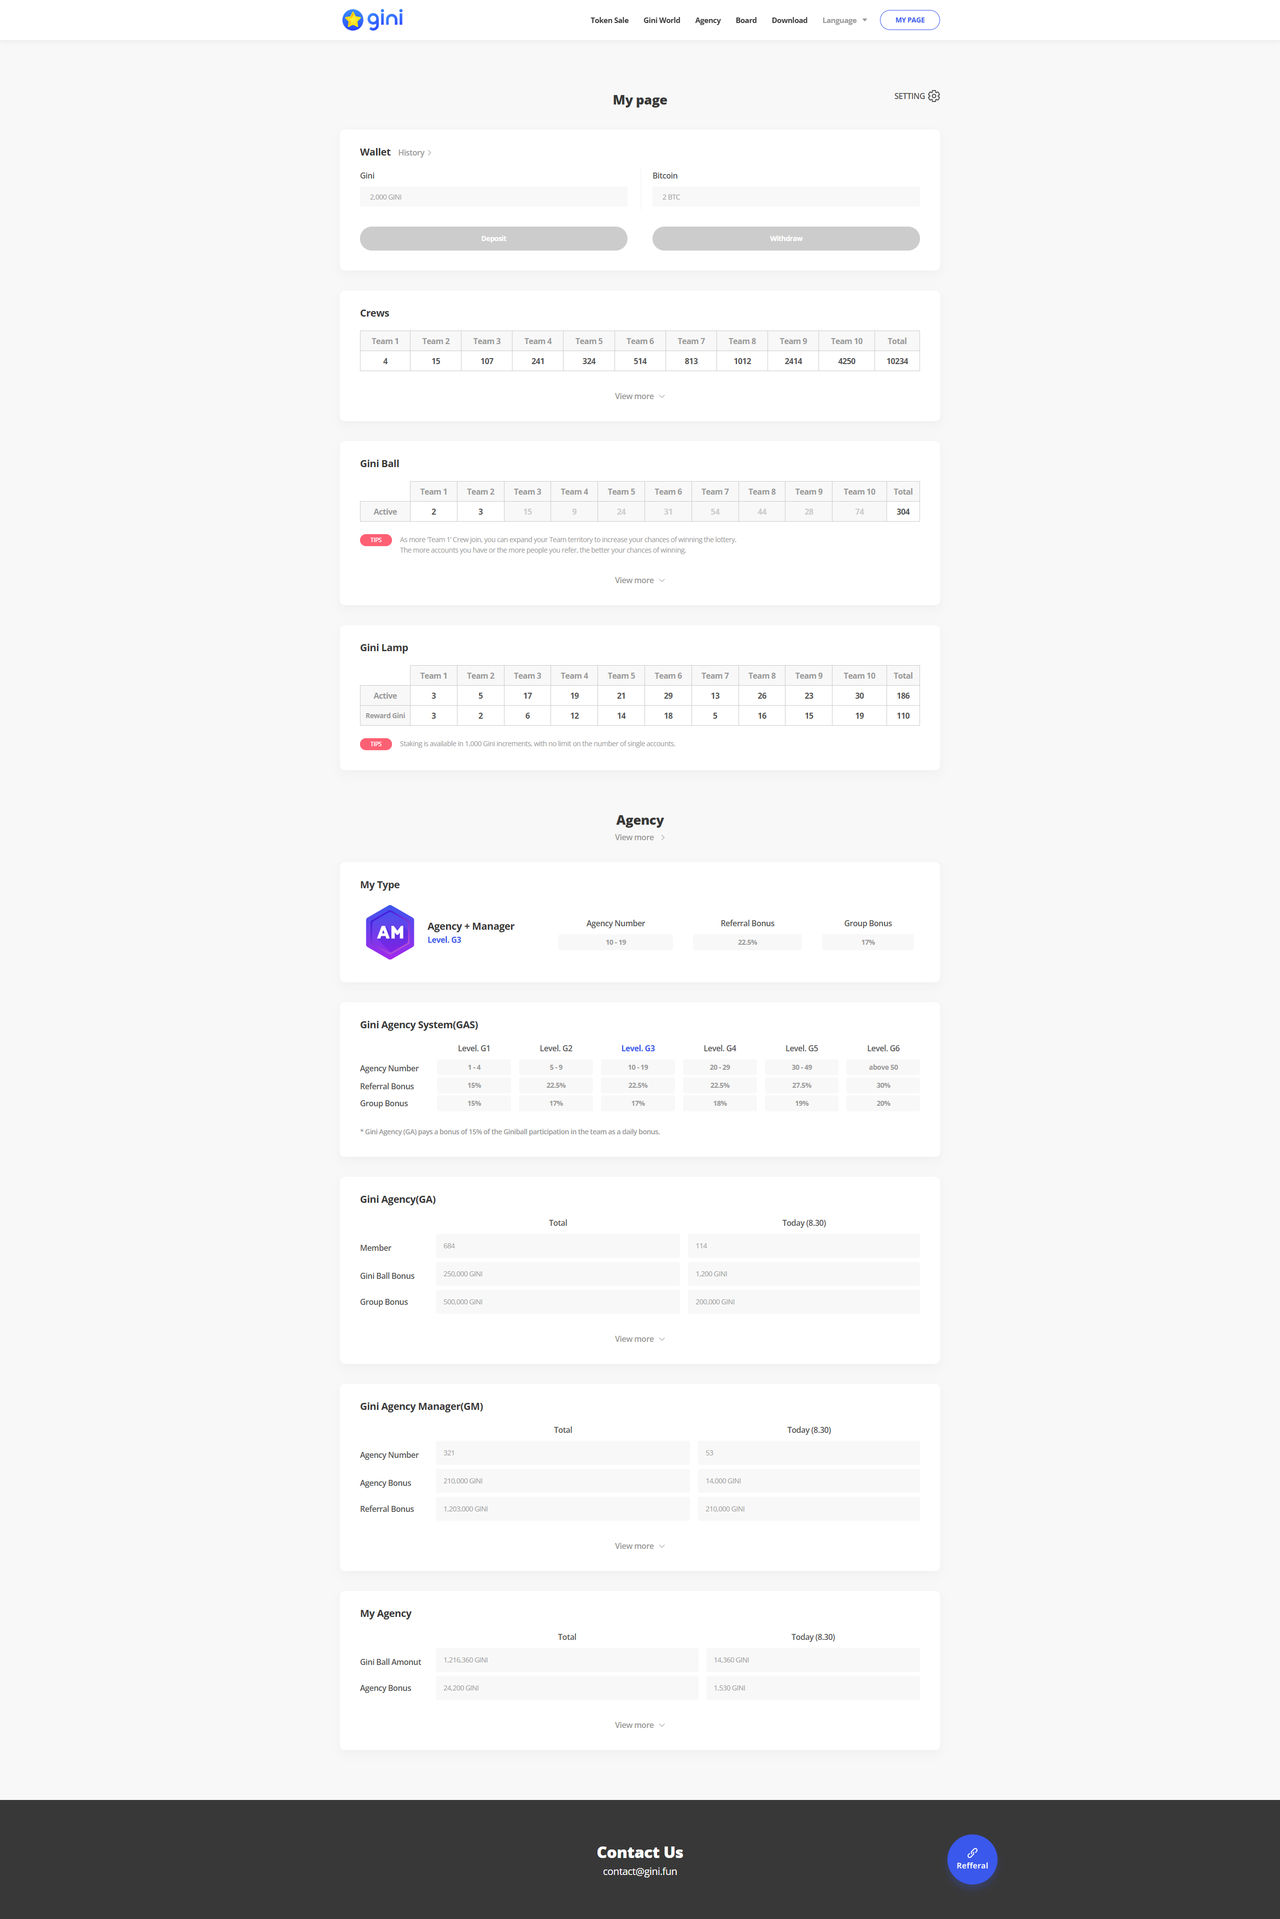 gini
Token Sale Gini World Agency Board Download Language MY PAGE
My page
SETTING
Wallet History
Gini Bitcoin
2,000 GINI 2 BTC
Deposit Withdraw
Crews
Team 1 Team 2 Team 3 Team 4 Team 5 Team 6 Team 7 Team 8 Team 9 Team 10 Total
4 15 107 241 324 514 813 1012 2414 4250 10234
View more
Gini Ball
Team 1 Team 2 Team 3 Team 4 Team 5 Team 6 Team 7 Team 8 Team 9 Team 10 Total
Active 2 3 15 9 24 31 54 44 28 74 304
TIPS As more 'Team 1' Crew join, you can expand your Team territory to increase your chances of winning the lottery.
The more accounts you have or the more people you refer, the better your chances of winning.
View more
Gini Lamp
Team 1 Team 2 Team 3 Team 4 Team 5 Team 6 Team 7 Team 8 Team 9 Team 10 Total
Active 3 5 17 19 21 29 13 26 23 30 186
Reward Gini 3 2 6 12 14 18 5 16 15 19 110
TIPS Staking is available in 1,000 Gini increments, with no limit on the number of single accounts.
Agency
View more
My Type
AM
Agency + Manager
Level. G3
Agency Number Referral Bonus Group Bonus
10 - 19 22.5% 17%
Gini Agency System(GAS)
Level. G1 Level. G2 Level. G3 Level. G4 Level. G5 Level. G6
Agency Number 1 - 4 5 - 9 10 - 19 20 - 29 30 - 49 above 50
Referral Bonus 15% 22.5% 22.5% 22.5% 27.5% 30%
Group Bonus 15% 17% 17% 18% 19% 20%
* Gini Agency (GA) pays a bonus of 15% of the Giniball participation in the team as a daily bonus.
Gini Agency(GA)
Total Today (8.30)
Member 684 114
Gini Ball Bonus 250,000 GINI 1,200 GINI
Group Bonus 500,000 GINI 200,000 GINI
View more
Gini Agency Manager(GM)
Total Today (8.30)
Agency Number 321 53
Agency Bonus 210,000 GINI 14,000 GINI
Referral Bonus 1,203,000 GINI 210,000 GINI
View more
My Agency
Total Today (8.30)
Gini Ball Amonut 1,216,360 GINI 14,360 GINI
Agency Bonus 24,200 GINI 1,530 GINI
View more
Contact Us
contact@gini.fun
Refferal